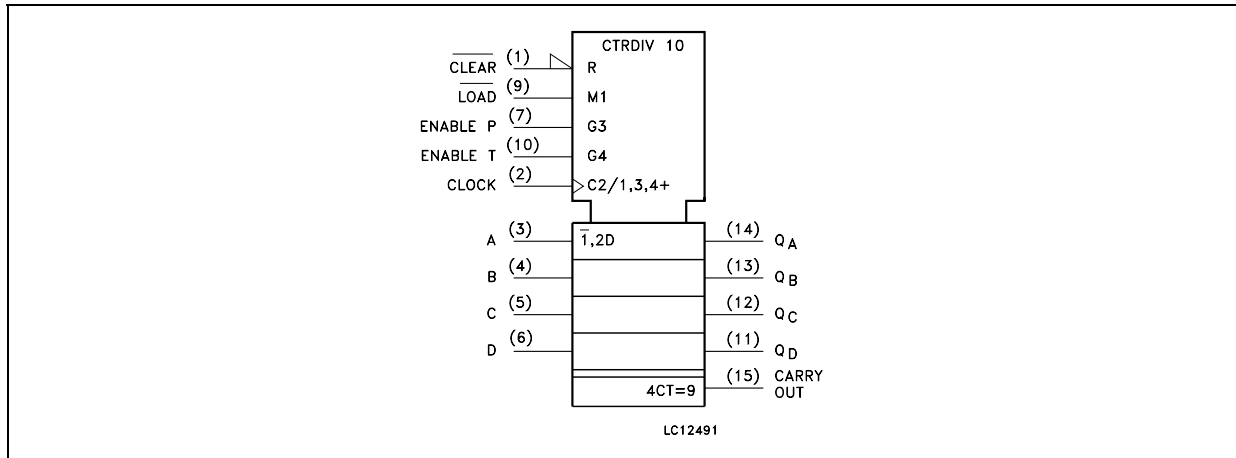 CTRDIV 10
CLEAR (1) R
LOAD (9) M1
ENABLE P (7) G3
ENABLE T (10) G4
CLOCK (2) C2/1,3,4+
A (3) 1̅,2D (14) QA
B (4) (13) QB
C (5) (12) QC
D (6) (11) QD
4CT=9 (15) CARRY OUT
LC12491